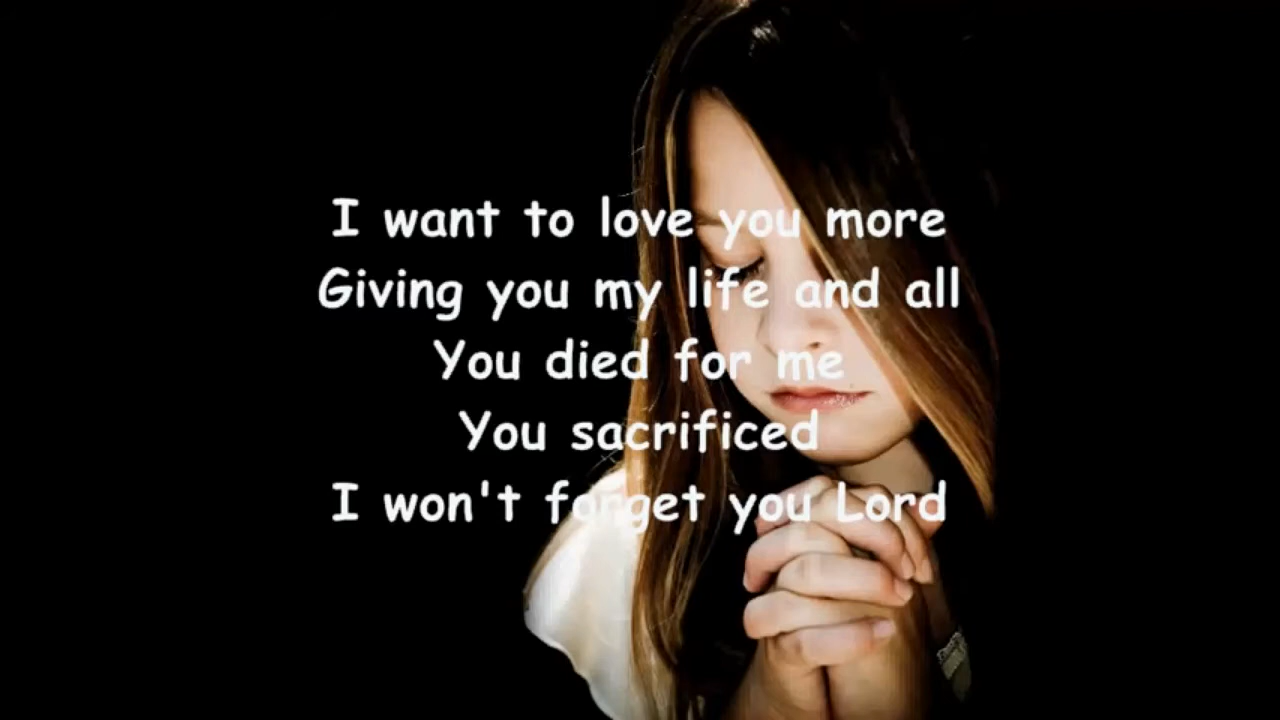 I want to love you more
Giving you my life and all
You died for me
You sacrificed
I won't forget you Lord